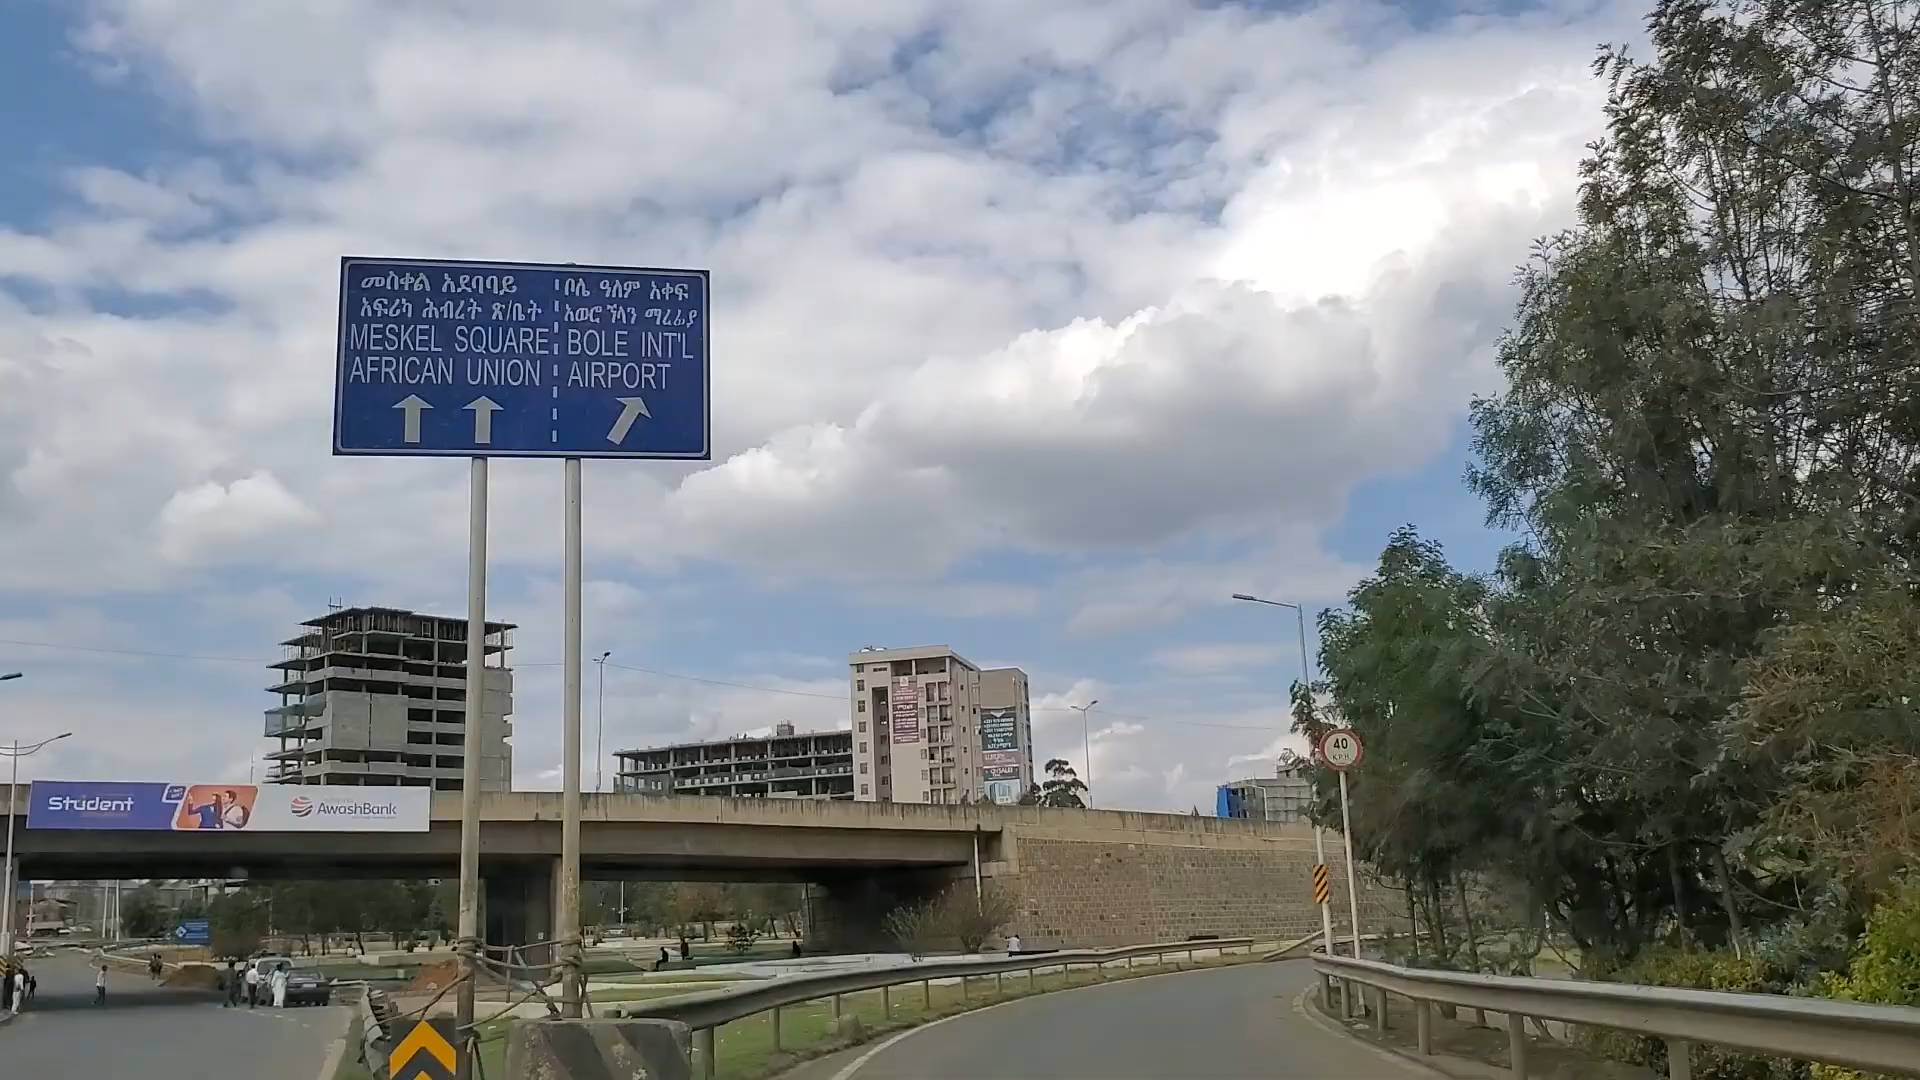 መስቀል አደባባይ
አፍሪካ ሕብረት ጽ/ቤት
MESKEL SQUARE
AFRICAN UNION
ቦሌ ዓለም አቀፍ
አወሮፕላን ማረፊያ
BOLE INT'L
AIRPORT
Student
AwashBank
40
K.P.H